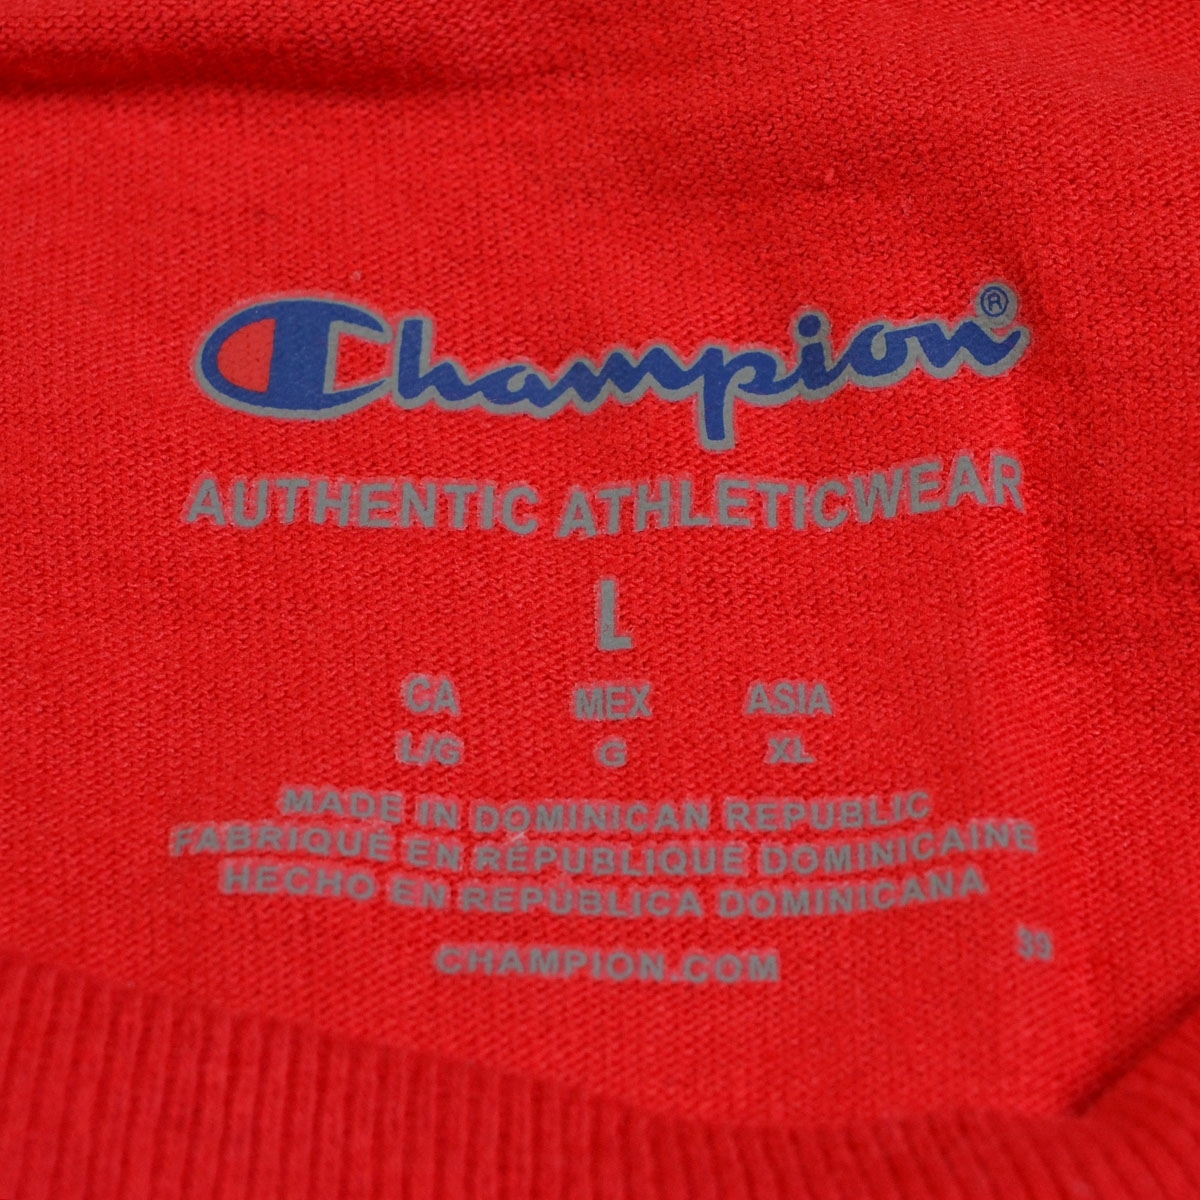 Champion®
AUTHENTIC ATHLETICWEAR
L
CA MEX ASIA
L/G G XL
MADE IN DOMINICAN REPUBLIC
FABRIQUÉ EN RÉPUBLIQUE DOMINICAINE
HECHO EN REPÚBLICA DOMINICANA
CHAMPION.COM